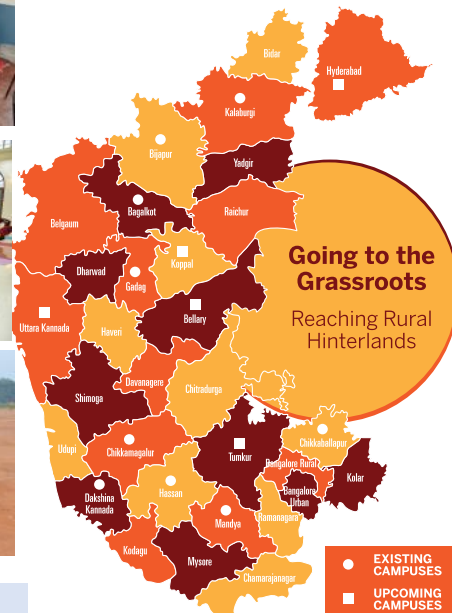 Bidar
Hyderabad
Kalaburgi
Bijapur
Yadgir
Bagalkot
Raichur
Belgaum
Going to the
Grassroots
Reaching Rural
Hinterlands
Koppal
Dharwad
Gadag
Bellary
Uttara Kannada
Haveri
Davanagere
Chitradurga
Shimoga
Udupi
Chikkamagalur
Tumkur
Chikkaballapur
Bangalore Rural
Kolar
Dakshina
Kannada
Hassan
Bangalore
Urban
Mandya
Ramanagara
Kodagu
Mysore
Chamarajanagar
EXISTING
CAMPUSES
UPCOMING
CAMPUSES